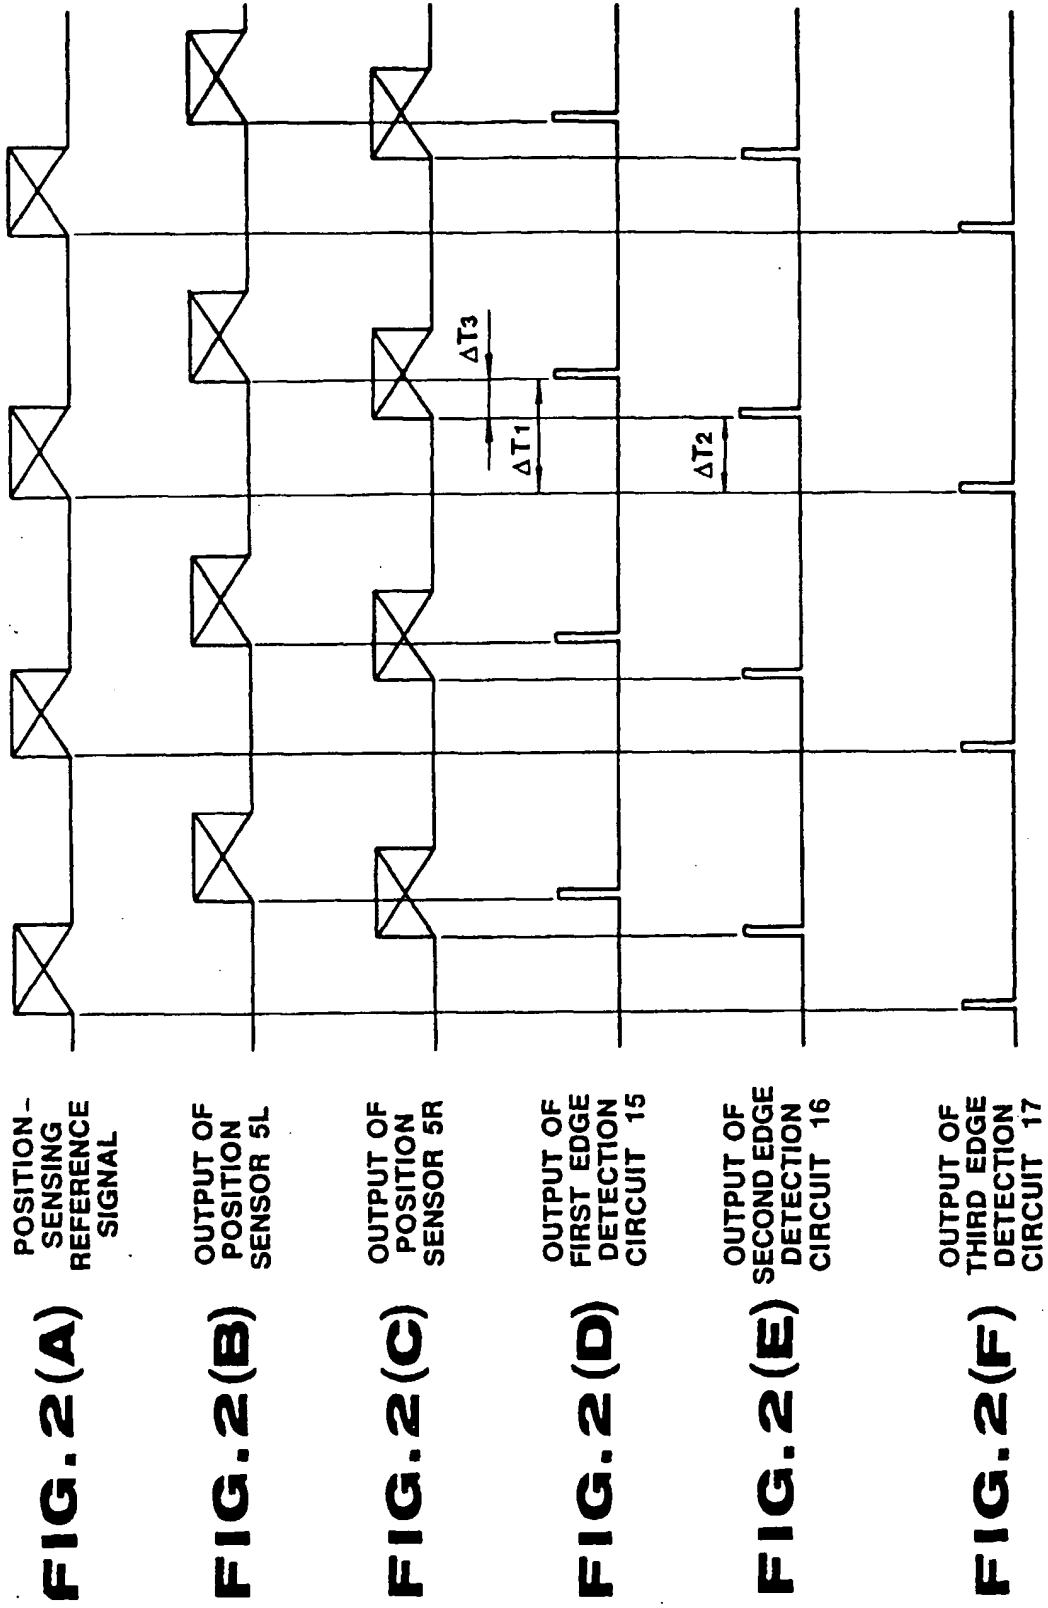 FIG. 2(A)
POSITION-
SENSING
REFERENCE
SIGNAL
FIG. 2(B)
OUTPUT OF
POSITION
SENSOR 5L
FIG. 2(C)
OUTPUT OF
POSITION
SENSOR 5R
ΔT3
ΔT1
FIG. 2(D)
OUTPUT OF
FIRST EDGE
DETECTION
CIRCUIT 15
ΔT2
FIG. 2(E)
OUTPUT OF
SECOND EDGE
DETECTION
CIRCUIT 16
FIG. 2(F)
OUTPUT OF
THIRD EDGE
DETECTION
CIRCUIT 17